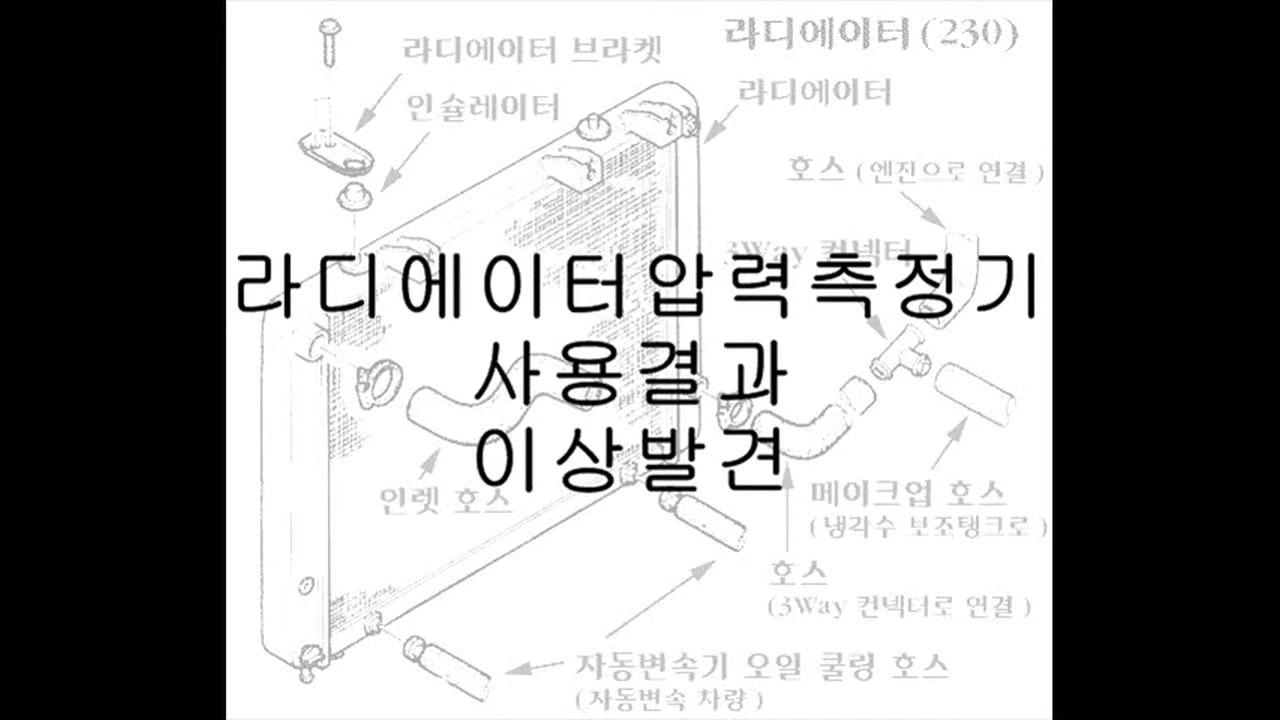 라디에이터 (230)
라디에이터 브라켓
라디에이터
인슐레이터
호스 (엔진으로 연결)
3Way 컨넥터
라디에이터압력측정기
사용결과
이상발견
인렛 호스
메이크업 호스
(냉각수 보조탱크로)
호스
(3Way 컨넥터로 연결)
자동변속기 오일 쿨링 호스
(자동변속 차량)